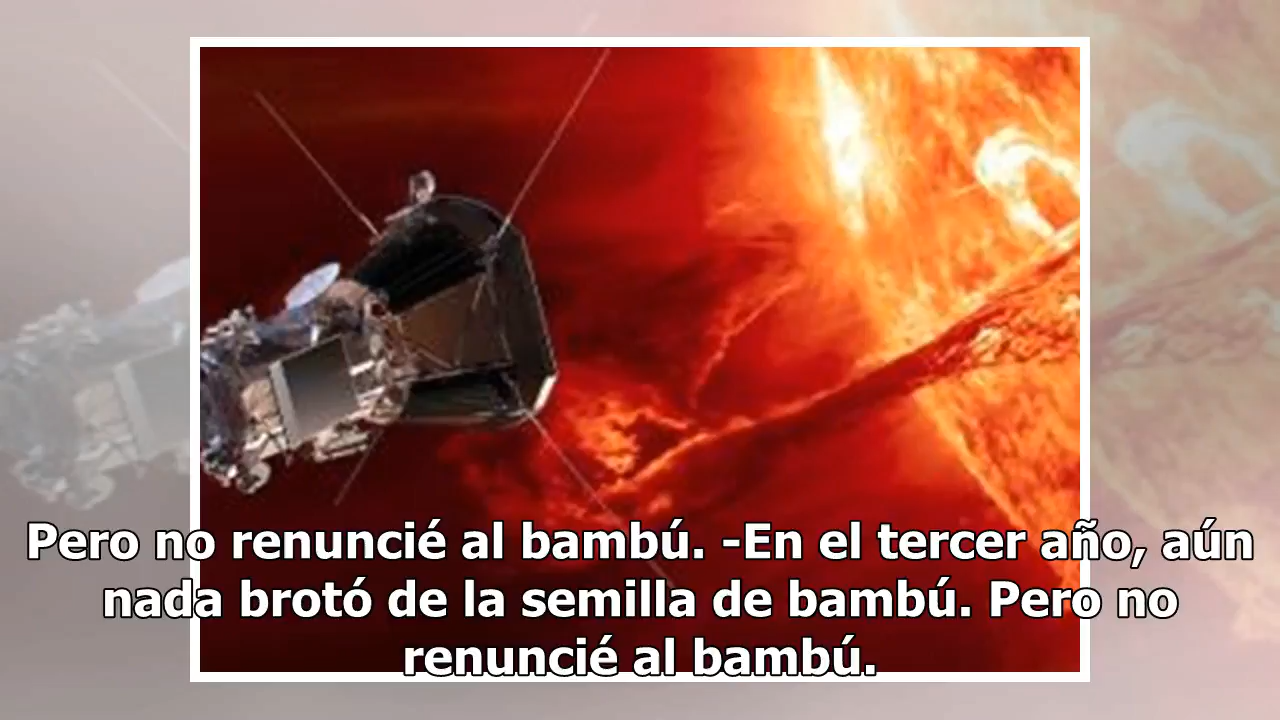 Pero no renuncié al bambú. -En el tercer año, aún
nada brotó de la semilla de bambú. Pero no
renuncié al bambú.